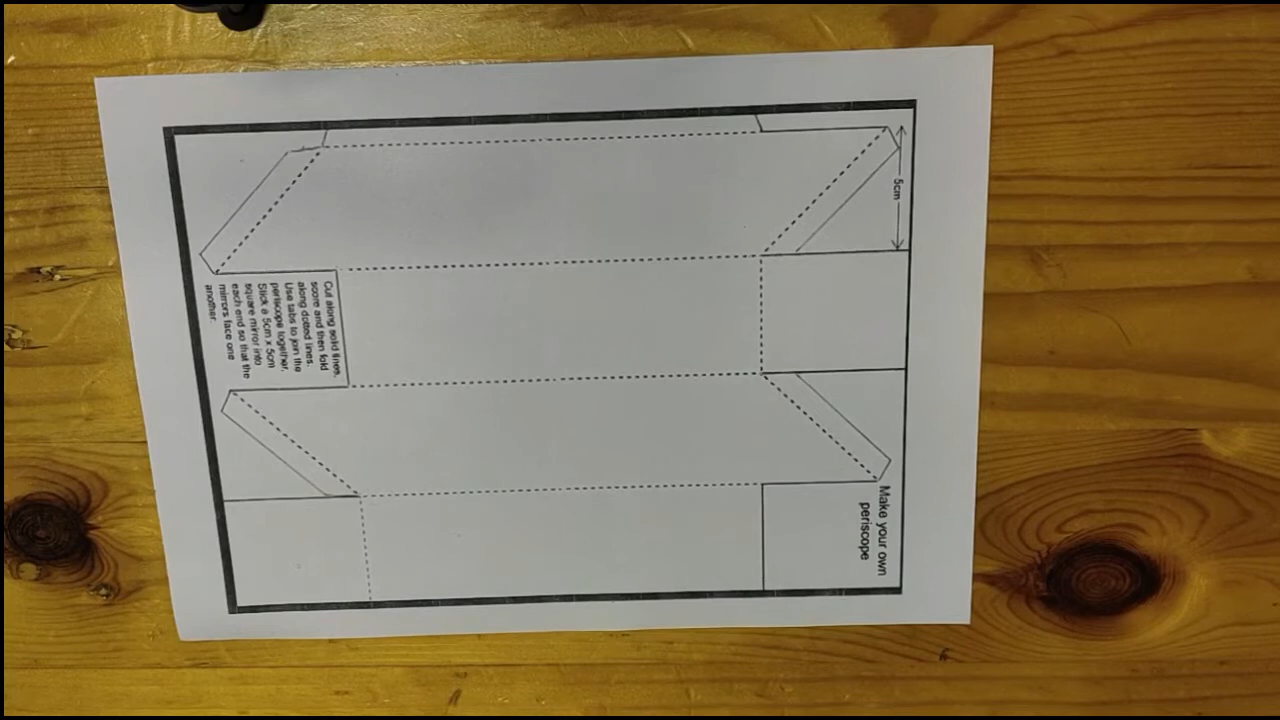 Make your own
periscope
5cm
Cut along solid lines,
score and then fold
along dotted lines.
Use tabs to join the
periscope together.
Stick a 5cm x 5cm
square mirror into
each end so that the
mirrors face one
another.